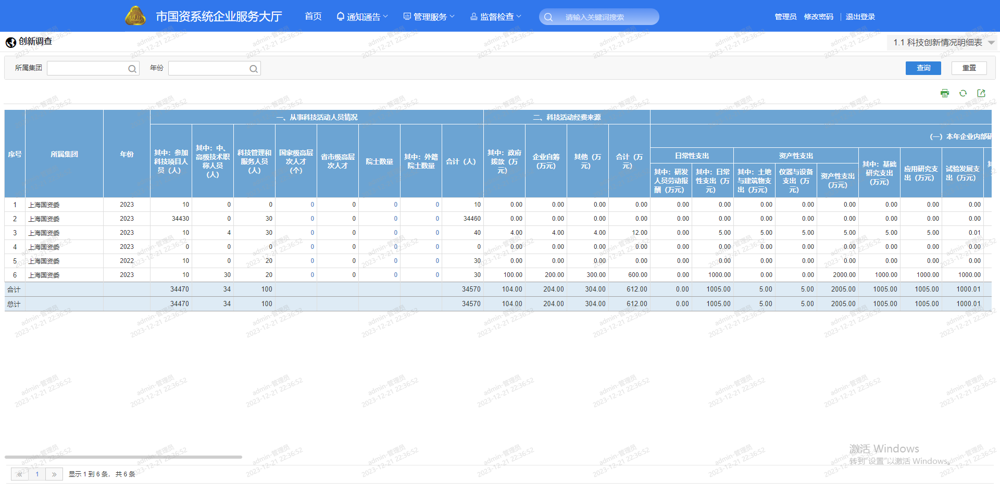 市国资系统企业服务大厅 首页 通知通告 管理服务 监督检查 请输入关键词搜索 管理员 修改密码 退出登录
创新调查 1.1 科技创新情况明细表
所属集团 年份 查询 重置
一、从事科技活动人员情况 二、科技活动经费来源
(一) 本年企业内部研
日常性支出 资产性支出
序号 所属集团 年份 其中：参加科技项目人员（人） 其中：中、高级技术职称人员（人） 科技管理和服务人员（人） 国家级高层次人才（个） 省市级高层次人才 院士数量 其中：外籍院士数量 合计（人） 其中：政府拨款（万元） 企业自筹（万元） 其他（万元） 合计（万元） 其中：研发人员劳动报酬（万元） 其中：日常性支出（万元） 其中：土地与建筑物支出（万元） 仪器与设备支出（万元） 资产性支出（万元） 其中：基础研究支出（万元） 应用研究支出（万元） 试验发展支出（万元） 其
1 上海国资委 2023 10 0 0 0 0 0 0 10 0.00 0.00 0.00 0.00 0.00 0.00 0.00 0.00 0.00 0.00 0.00 0.00
2 上海国资委 2023 34430 0 30 0 0 0 0 34460 0.00 0.00 0.00 0.00 0.00 0.00 0.00 0.00 0.00 0.00 0.00 0.00
3 上海国资委 2023 10 4 30 0 0 0 0 40 4.00 4.00 4.00 12.00 0.00 5.00 5.00 5.00 5.00 5.00 5.00 0.01
4 上海国资委 2023 0 0 0 0 0 0 0 0 0.00 0.00 0.00 0.00 0.00 0.00 0.00 0.00 0.00 0.00 0.00 0.00
5 上海国资委 2022 10 0 20 0 0 0 0 30 0.00 0.00 0.00 0.00 0.00 0.00 0.00 0.00 0.00 0.00 0.00 0.00
6 上海国资委 2023 10 30 20 0 0 0 0 30 100.00 200.00 300.00 600.00 0.00 1000.00 0.00 0.00 2000.00 1000.00 1000.00 1000.00
合计 34470 34 100 34570 104.00 204.00 304.00 612.00 0.00 1005.00 5.00 5.00 2005.00 1005.00 1005.00 1000.01
总计 34470 34 100 34570 104.00 204.00 304.00 612.00 0.00 1005.00 5.00 5.00 2005.00 1005.00 1005.00 1000.01
admin-管理员
2023-12-21 22:36:52
激活 Windows
转到"设置"以激活 Windows。
« 1 » 显示 1 到 6 条， 共 6 条